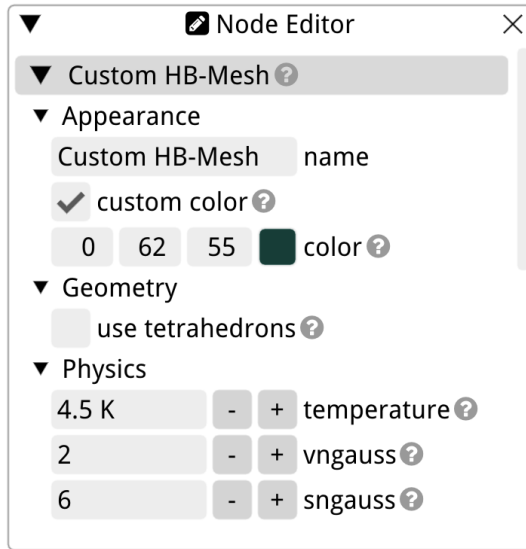 Node Editor
Custom HB-Mesh ?
Appearance
Custom HB-Mesh name
custom color ?
0 62 55 color ?
Geometry
use tetrahedrons ?
Physics
4.5 K - + temperature ?
2 - + vngauss ?
6 - + sngauss ?